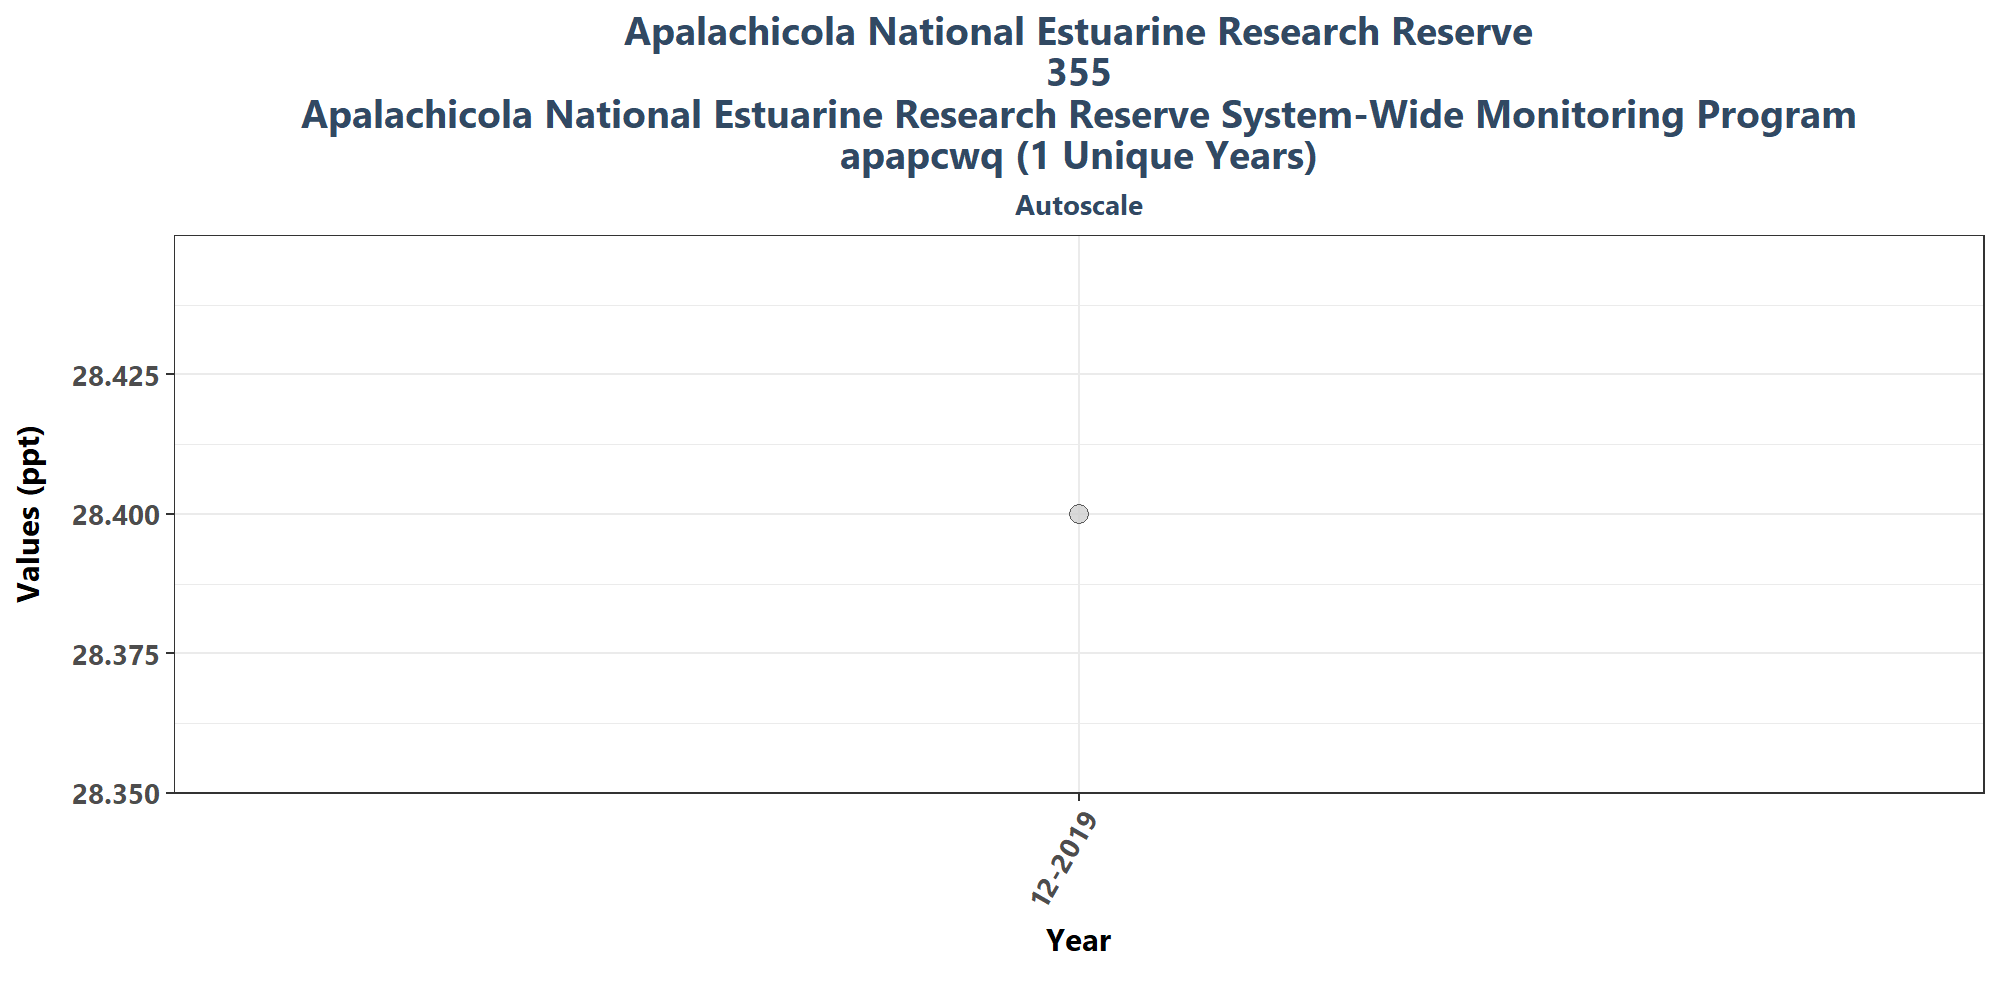 Apalachicola National Estuarine Research Reserve
355
Apalachicola National Estuarine Research Reserve System-Wide Monitoring Program
apapcwq (1 Unique Years)
Autoscale
Values (ppt)
28.425
28.400
28.375
28.350
12-2019
Year